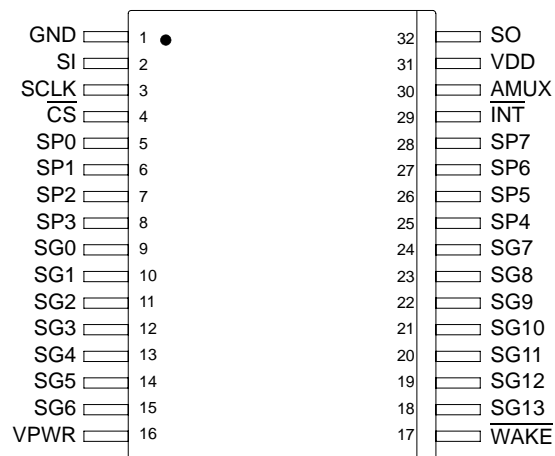 GND 1 32 SO
SI 2 31 VDD
SCLK 3 30 AMUX
CS 4 29 INT
SP0 5 28 SP7
SP1 6 27 SP6
SP2 7 26 SP5
SP3 8 25 SP4
SG0 9 24 SG7
SG1 10 23 SG8
SG2 11 22 SG9
SG3 12 21 SG10
SG4 13 20 SG11
SG5 14 19 SG12
SG6 15 18 SG13
VPWR 16 17 WAKE